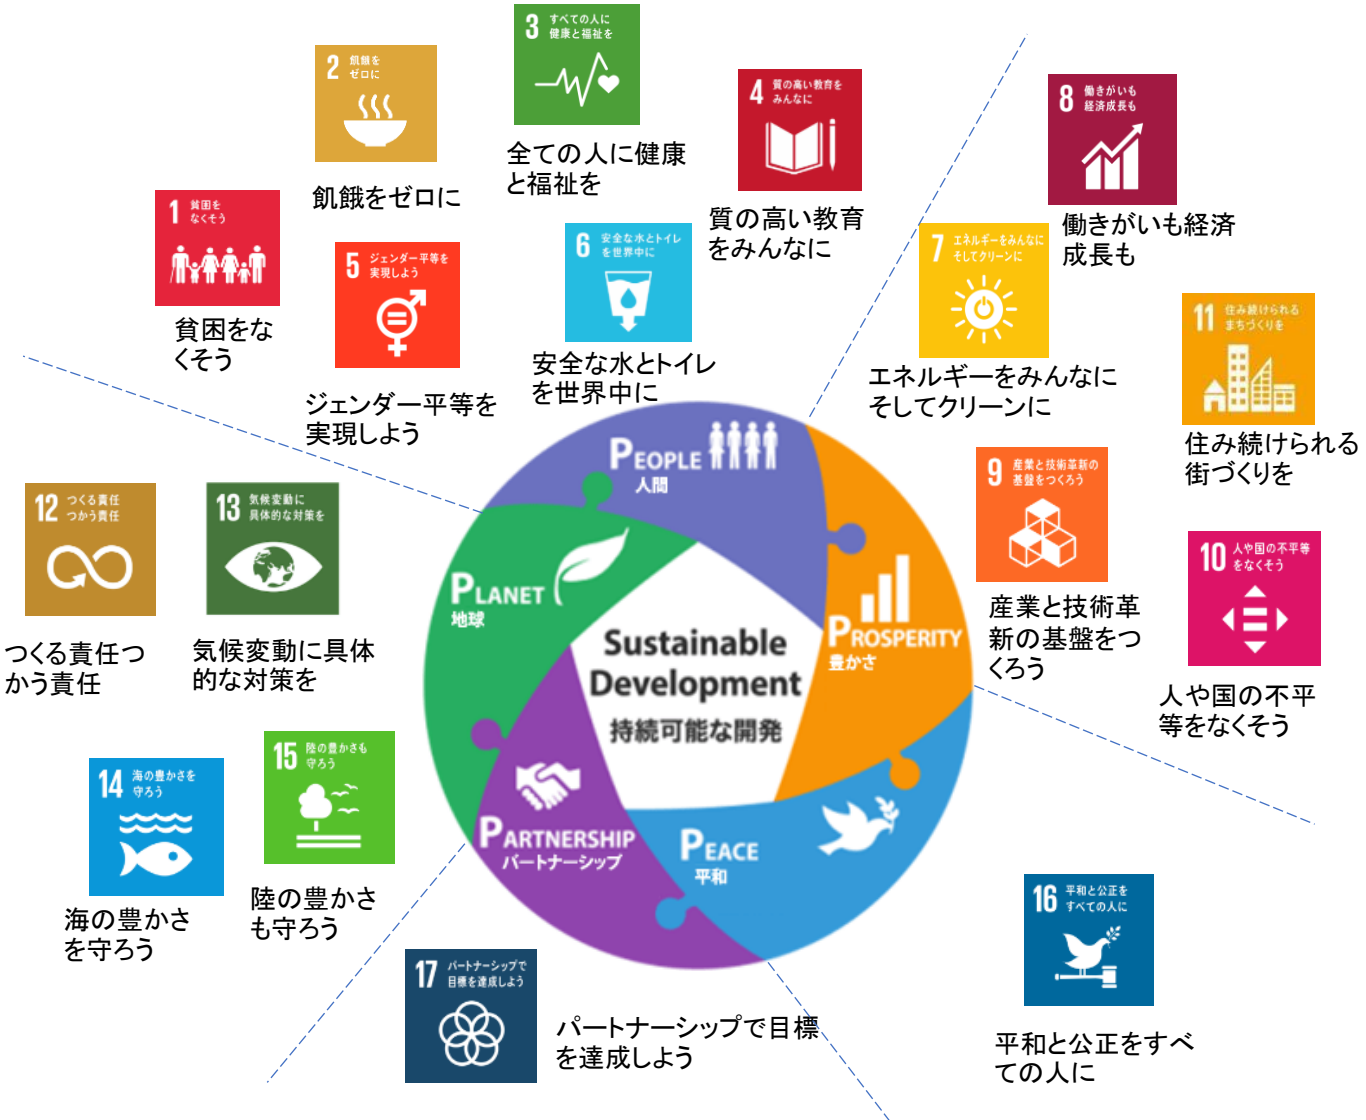 3 すべての人に
健康と福祉を
全ての人に健康
と福祉を
2 飢餓を
ゼロに
飢餓をゼロに
4 質の高い教育を
みんなに
質の高い教育
をみんなに
8 働きがいも
経済成長も
働きがいも経済
成長も
1 貧困を
なくそう
貧困をな
くそう
5 ジェンダー平等を
実現しよう
ジェンダー平等を
実現しよう
6 安全な水とトイレ
を世界中に
安全な水とトイレ
を世界中に
7 エネルギーをみんなに
そしてクリーンに
エネルギーをみんなに
そしてクリーンに
11 住み続けられる
まちづくりを
住み続けられる
街づくりを
9 産業と技術革新の
基盤をつくろう
産業と技術革
新の基盤をつ
くろう
10 人や国の不平等
をなくそう
人や国の不平
等をなくそう
12 つくる責任
つかう責任
つくる責任つ
かう責任
13 気候変動に
具体的な対策を
気候変動に具体
的な対策を
PEOPLE
人間
PLANET
地球
PROSPERITY
豊かさ
Sustainable
Development
持続可能な開発
PARTNERSHIP
パートナーシップ
PEACE
平和
14 海の豊かさを
守ろう
海の豊かさ
を守ろう
15 陸の豊かさも
守ろう
陸の豊かさ
も守ろう
17 パートナーシップで
目標を達成しよう
パートナーシップで目標
を達成しよう
16 平和と公正を
すべての人に
平和と公正をすべ
ての人に